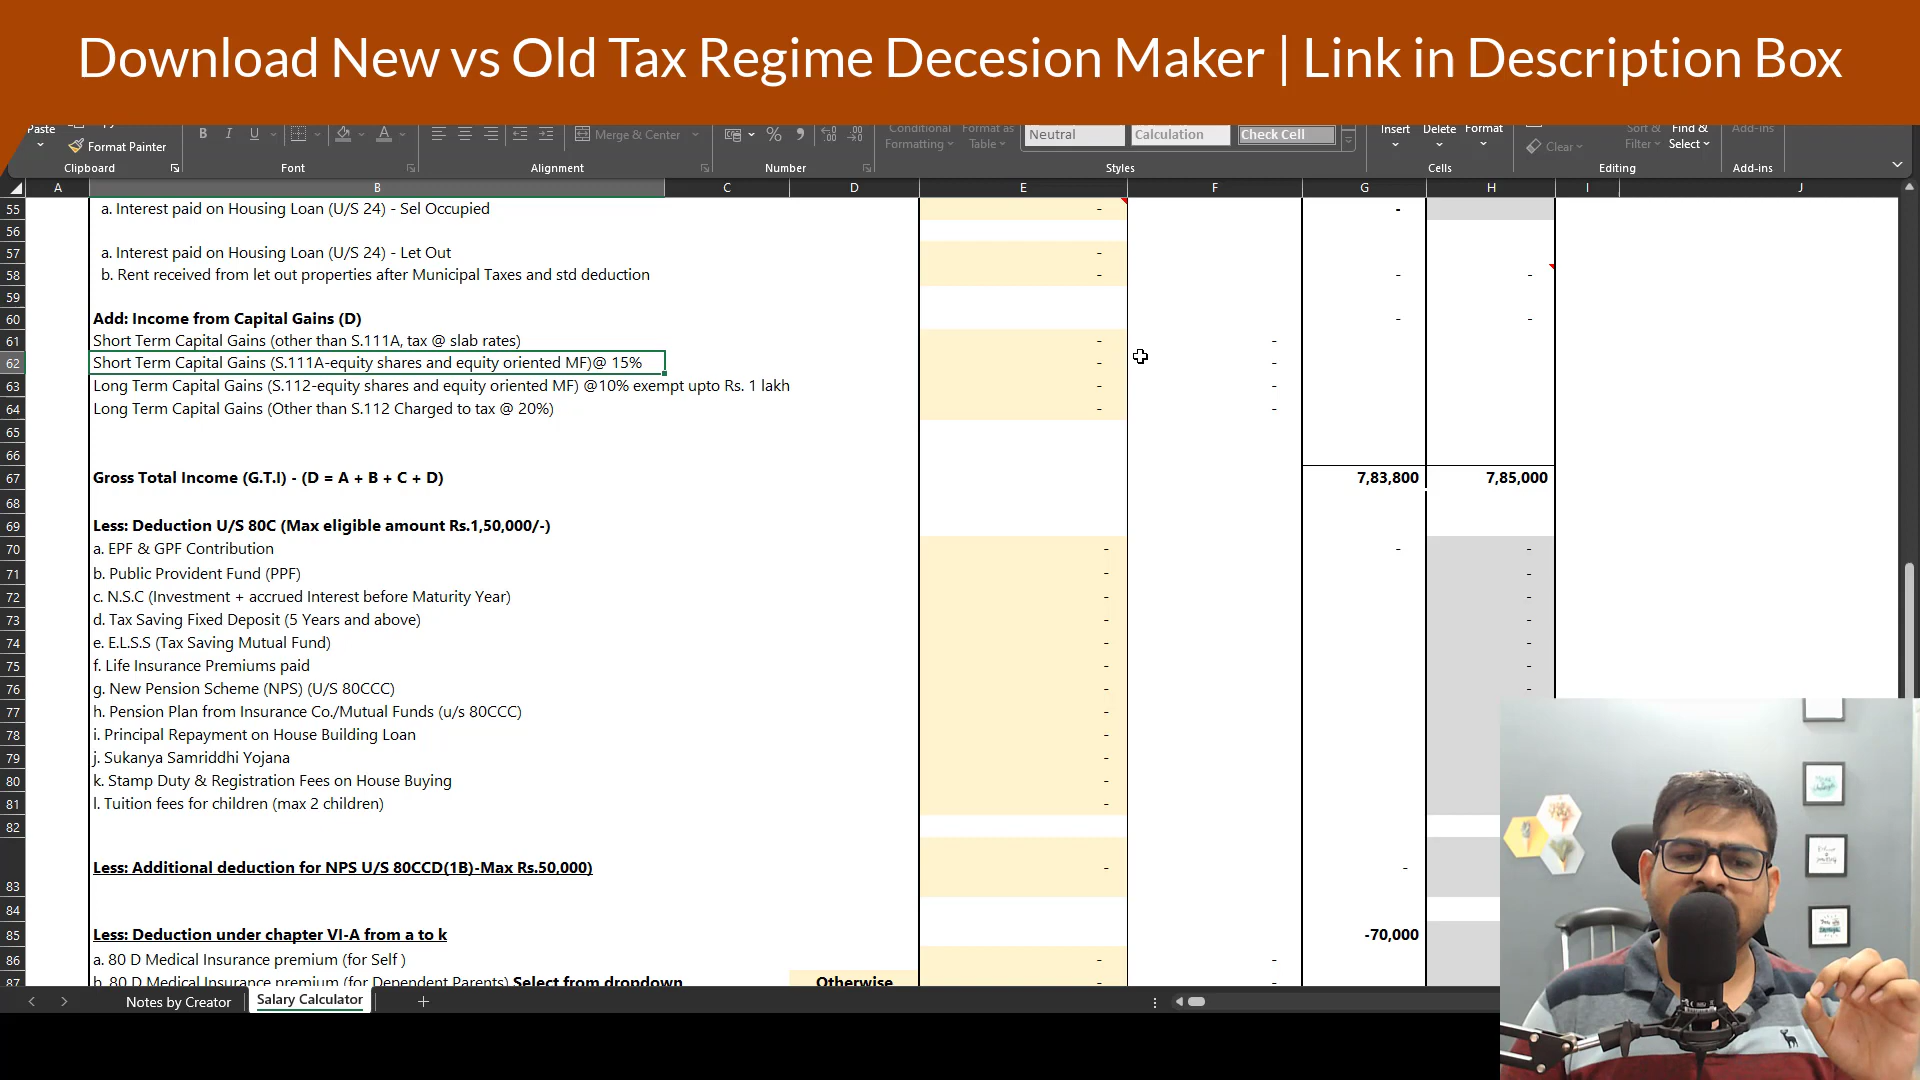 Download New vs Old Tax Regime Decesion Maker | Link in Description Box
Paste
Format Painter
B I U A
Merge & Center
%
Conditional
Formatting
Format as
Table
Neutral
Calculation
Check Cell
Insert
Delete
Format
Clear
Sort &
Filter
Find &
Select
Add-ins
Clipboard
Font
Alignment
Number
Styles
Cells
Editing
Add-ins
A B C D E F G H I J
55 a. Interest paid on Housing Loan (U/S 24) - Sel Occupied - -
56
57 a. Interest paid on Housing Loan (U/S 24) - Let Out -
58 b. Rent received from let out properties after Municipal Taxes and std deduction - - -
59
60 Add: Income from Capital Gains (D) - -
61 Short Term Capital Gains (other than S.111A, tax @ slab rates) - -
62 Short Term Capital Gains (S.111A-equity shares and equity oriented MF)@ 15% - -
63 Long Term Capital Gains (S.112-equity shares and equity oriented MF) @10% exempt upto Rs. 1 lakh - -
64 Long Term Capital Gains (Other than S.112 Charged to tax @ 20%) - -
65
66
67 Gross Total Income (G.T.I) - (D = A + B + C + D) 7,83,800 7,85,000
68
69 Less: Deduction U/S 80C (Max eligible amount Rs.1,50,000/-)
70 a. EPF & GPF Contribution - - -
71 b. Public Provident Fund (PPF) - -
72 c. N.S.C (Investment + accrued Interest before Maturity Year) - -
73 d. Tax Saving Fixed Deposit (5 Years and above) - -
74 e. E.L.S.S (Tax Saving Mutual Fund) - -
75 f. Life Insurance Premiums paid - -
76 g. New Pension Scheme (NPS) (U/S 80CCC) - -
77 h. Pension Plan from Insurance Co./Mutual Funds (u/s 80CCC) -
78 i. Principal Repayment on House Building Loan -
79 j. Sukanya Samriddhi Yojana -
80 k. Stamp Duty & Registration Fees on House Buying -
81 l. Tuition fees for children (max 2 children) -
82
83 Less: Additional deduction for NPS U/S 80CCD(1B)-Max Rs.50,000) - -
84
85 Less: Deduction under chapter VI-A from a to k -70,000
86 a. 80 D Medical Insurance premium (for Self ) - -
87 b. 80 D Medical Insurance premium (for Dependent Parents) Select from dropdown Otherwise - -
Notes by Creator
Salary Calculator